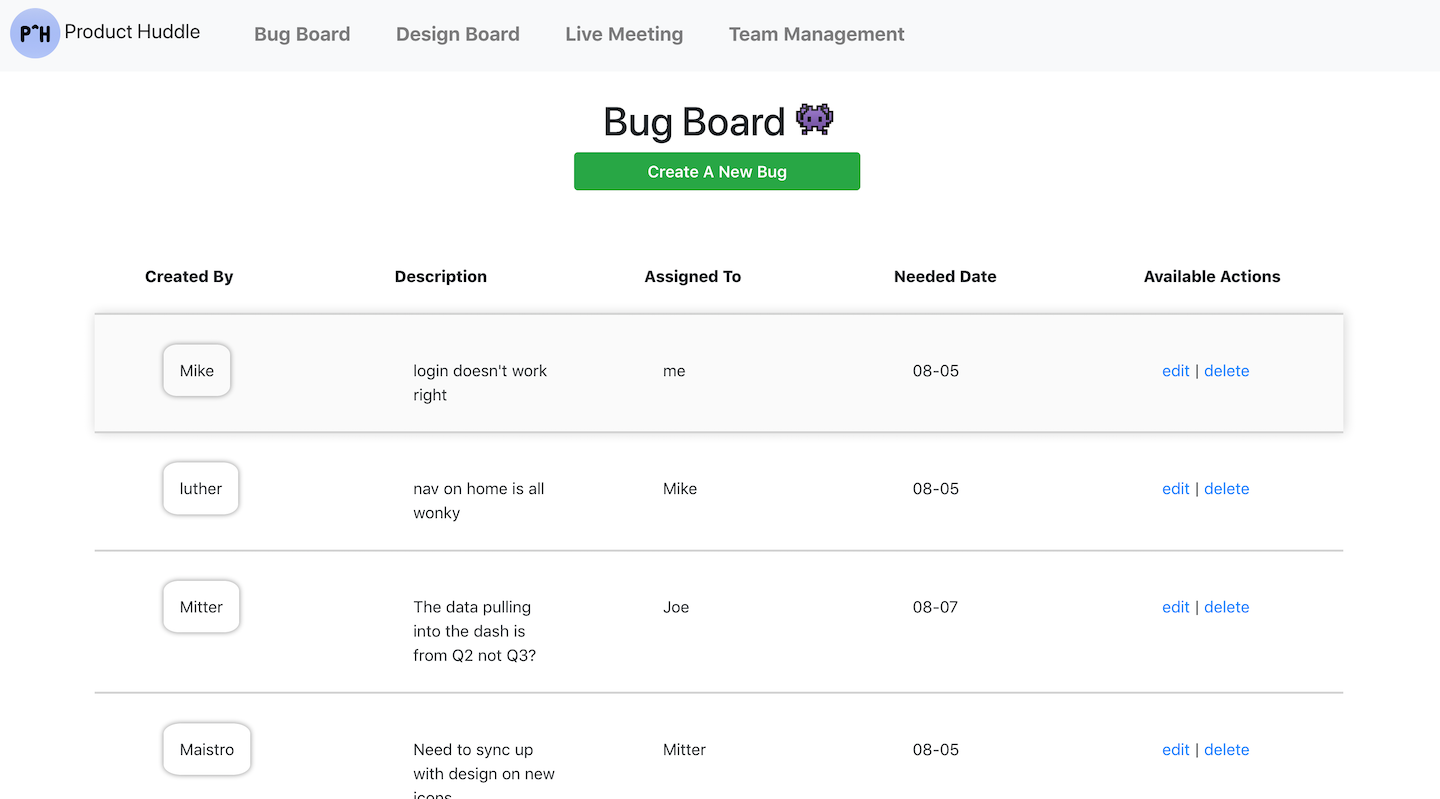 P^H Product Huddle Bug Board Design Board Live Meeting Team Management
Bug Board
Create A New Bug
Created By Description Assigned To Needed Date Available Actions
Mike login doesn't work me 08-05 edit | delete
right
luther nav on home is all Mike 08-05 edit | delete
wonky
Mitter The data pulling Joe 08-07 edit | delete
into the dash is
from Q2 not Q3?
Maistro Need to sync up Mitter 08-05 edit | delete
with design on new
icons